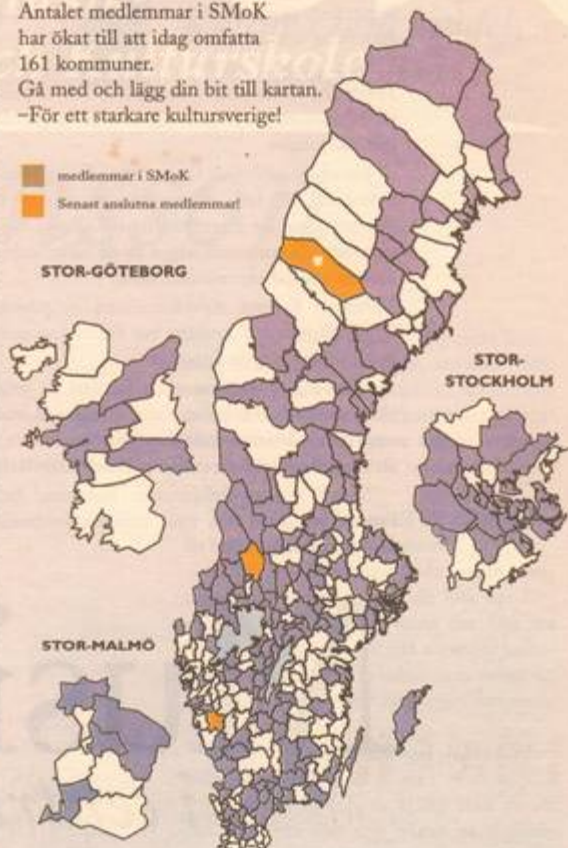 Antalet medlemmar i SMoK
har ökat till att idag omfatta
161 kommuner.
Gå med och lägg din bit till kartan.
–För ett starkare kultursverige!
medlemmar i SMoK
Senast anslutna medlemmar!
STOR-GÖTEBORG
STOR-
STOCKHOLM
STOR-MALMÖ